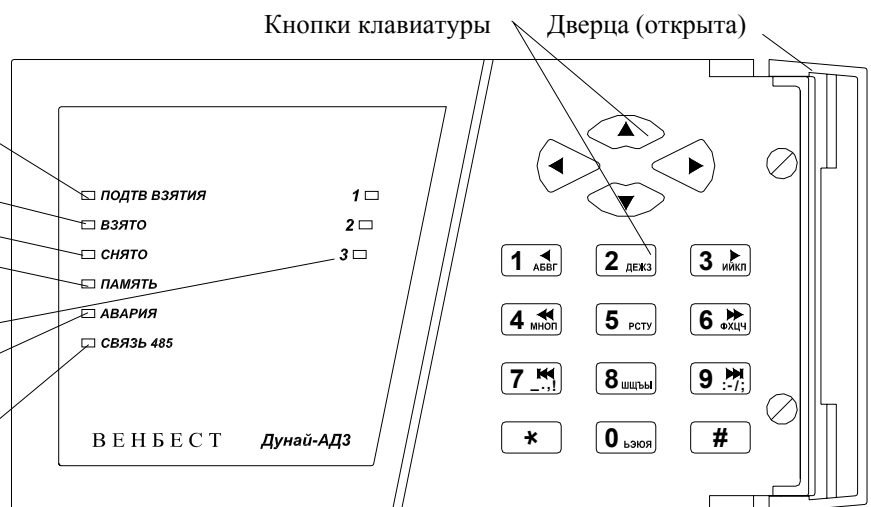 Кнопки клавиатуры Дверца (открыта)
ПОДТВ ВЗЯТИЯ 1
ВЗЯТО 2
СНЯТО 3
ПАМЯТЬ
АВАРИЯ
СВЯЗЬ 485
ВЕНБЕСТ Дунай-АД3
1 АБВГ 2 ДЕЖЗ 3 ИЙКЛ
4 МНОП 5 РСТУ 6 ФХЦЧ
7 _.,! 8 ШЩЪЫ 9 :-/;
* 0 ЬЭЮЯ #